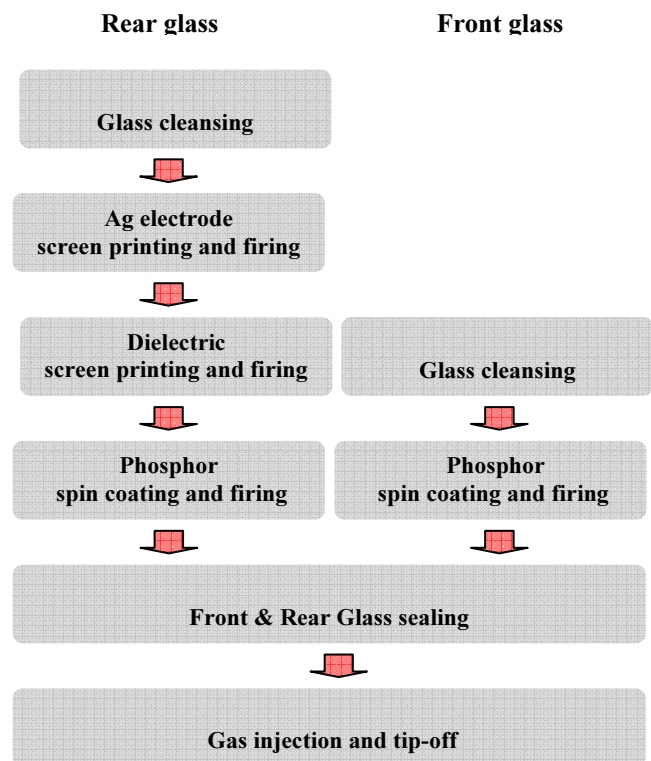 Rear glass
Front glass
Glass cleansing
Ag electrode
screen printing and firing
Dielectric
screen printing and firing
Glass cleansing
Phosphor
spin coating and firing
Phosphor
spin coating and firing
Front & Rear Glass sealing
Gas injection and tip-off